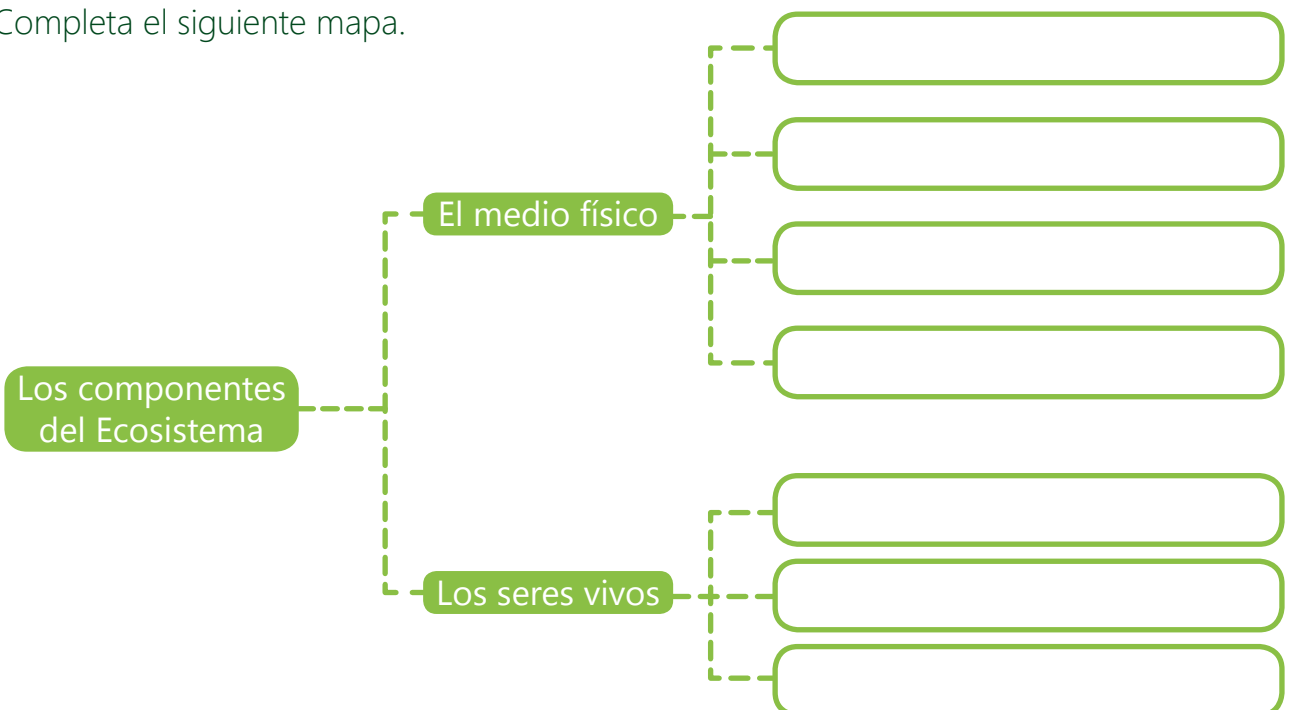 Completa el siguiente mapa.
El medio físico
Los componentes
del Ecosistema
Los seres vivos